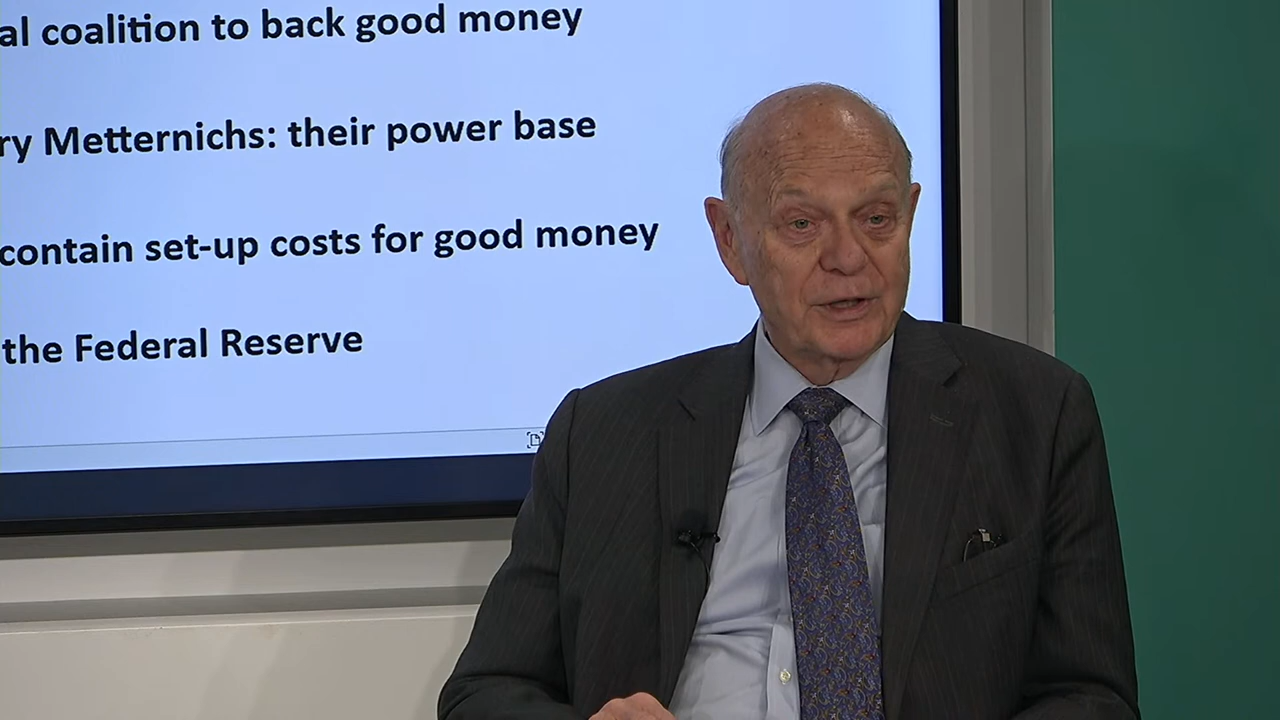 al coalition to back good money
ry Metternichs: their power base
contain set-up costs for good money
the Federal Reserve